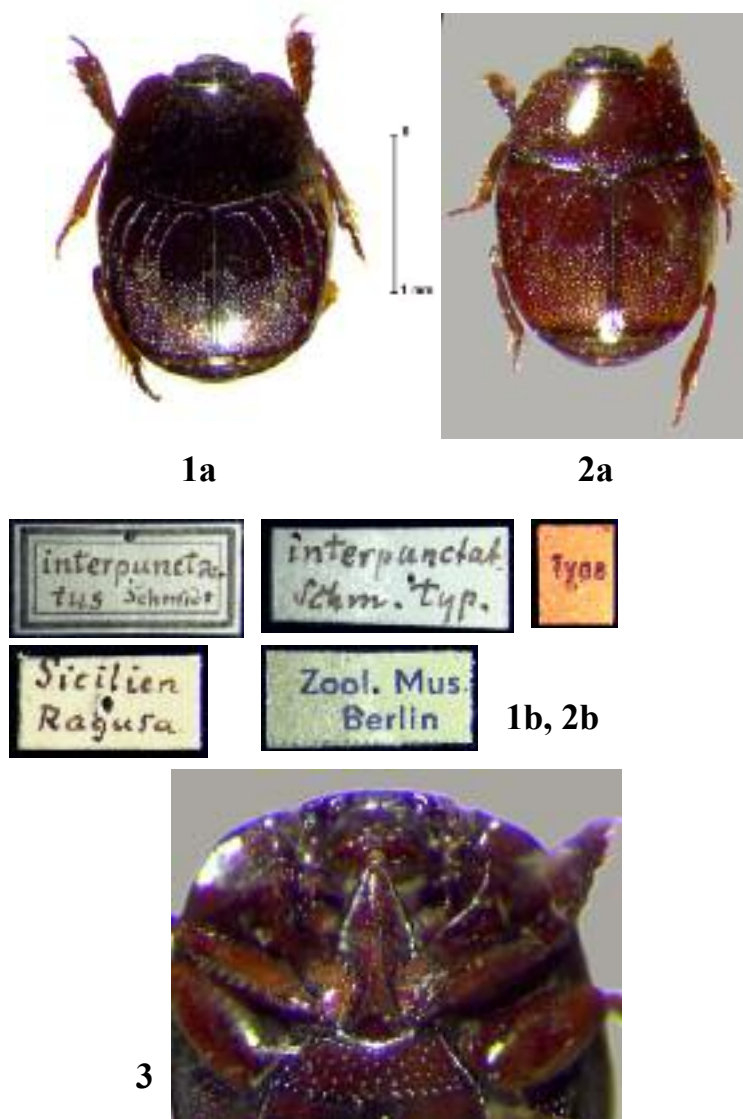 1 mm
1a
2a
interpuncta-
tus Schmidt
interpunctat.
Schm. Typ.
Type
Sicilien
Ragusa
Zool. Mus.
Berlin
1b, 2b
3